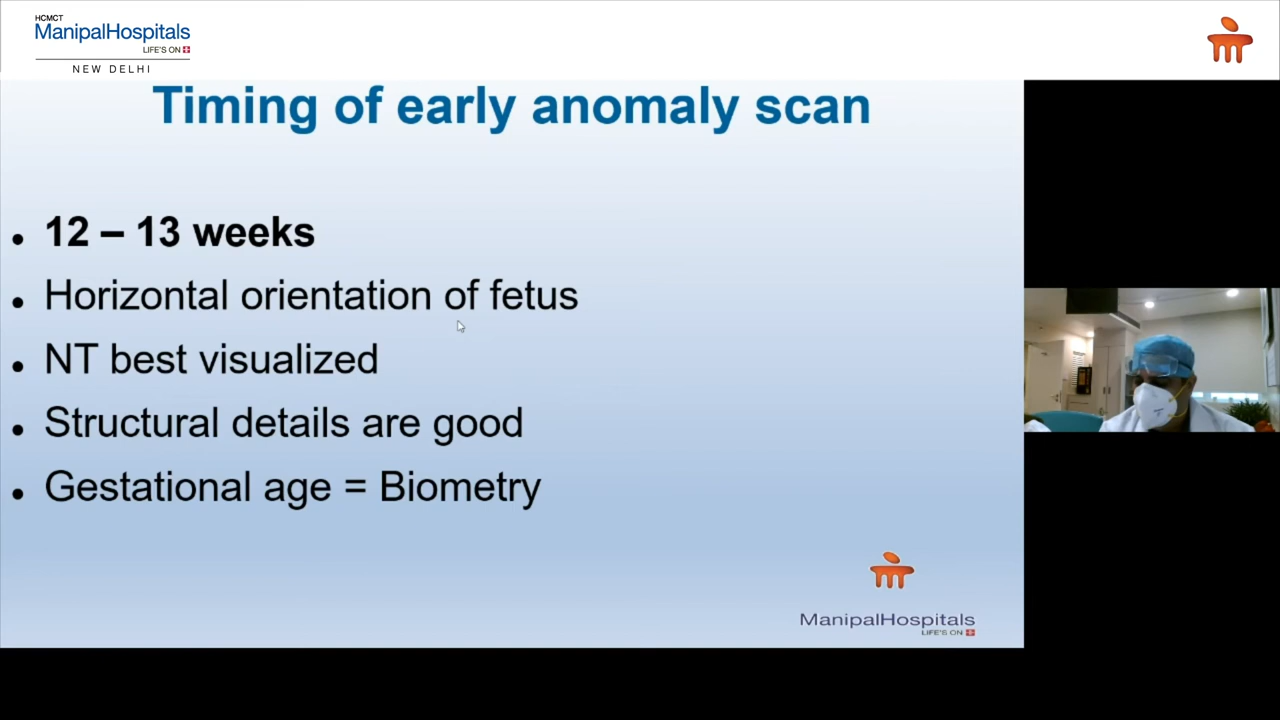 HCMCT
ManipalHospitals
LIFE'S ON
NEW DELHI
Timing of early anomaly scan
• 12 – 13 weeks
• Horizontal orientation of fetus
• NT best visualized
• Structural details are good
• Gestational age = Biometry
ManipalHospitals
LIFE'S ON